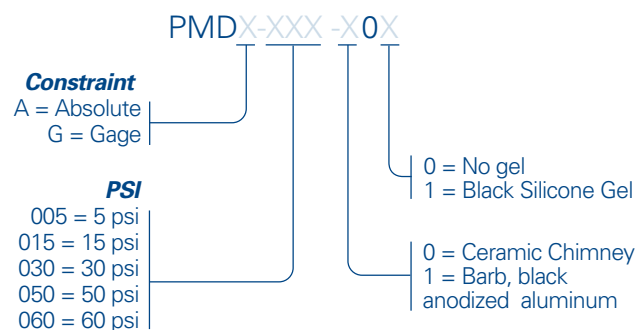 PMDX-XXX -X0X
Constraint
A = Absolute
G = Gage
PSI
005 = 5 psi
015 = 15 psi
030 = 30 psi
050 = 50 psi
060 = 60 psi
0 = No gel
1 = Black Silicone Gel
0 = Ceramic Chimney
1 = Barb, black
anodized aluminum